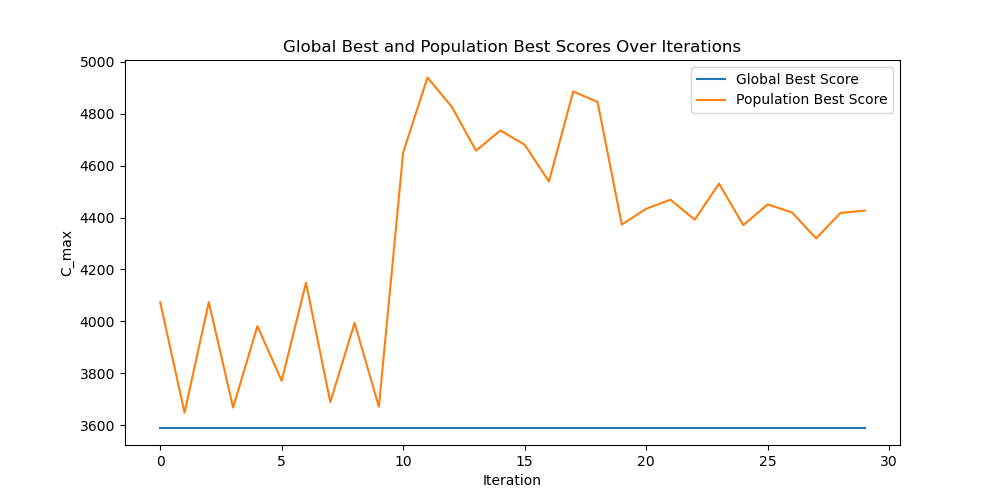 Global Best and Population Best Scores Over Iterations
Global Best Score
Population Best Score
C_max
5000
4800
4600
4400
4200
4000
3800
3600
0 5 10 15 20 25 30
Iteration